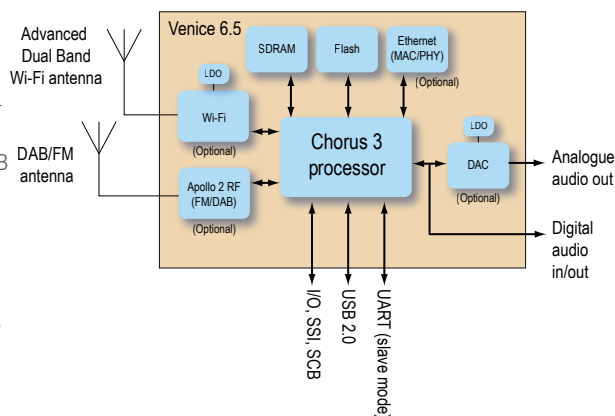 Advanced
Dual Band
Wi-Fi antenna
Venice 6.5
SDRAM
Flash
Ethernet
(MAC/PHY)
(Optional)
LDO
Wi-Fi
(Optional)
Chorus 3
processor
LDO
DAC
(Optional)
B
DAB/FM
antenna
Apollo 2 RF
(FM/DAB)
(Optional)
Analogue
audio out
Digital
audio
in/out
I/O, SSI, SCB
USB 2.0
UART (slave mode)